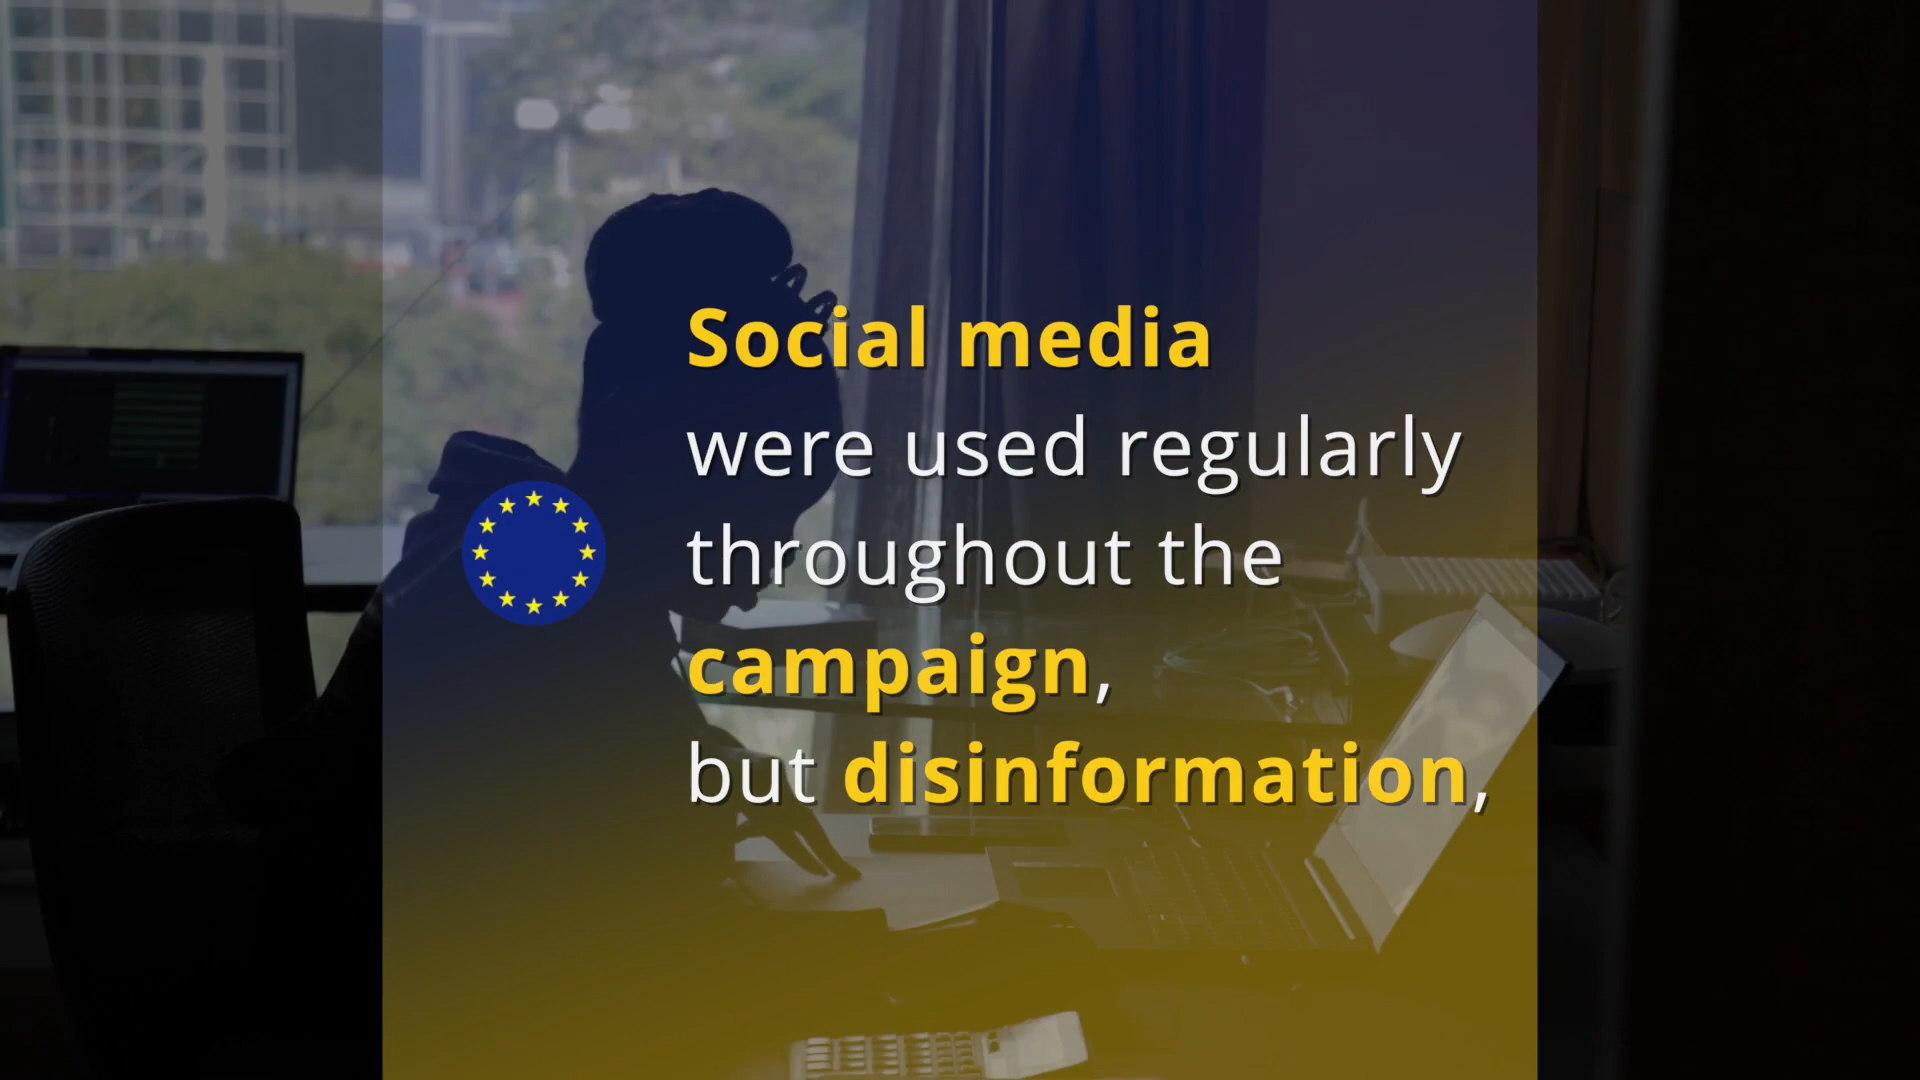 Social media
were used regularly
throughout the
campaign,
but disinformation,